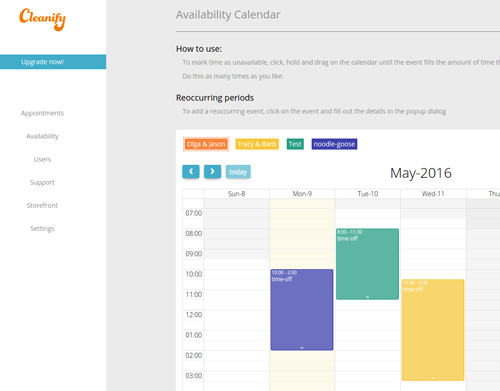 Cleanify
Upgrade now!
Appointments
Availability
Users
Support
Storefront
Settings
Availability Calendar
How to use:
To mark time as unavailable, click, hold and drag on the calendar until the event fills the amount of time th
Do this as many times as you like.
Reoccurring periods
To add a reoccurring event, click on the event and fill out the details in the popup dialog
Olga & Jason Tracy & Barb Test noodle-goose
today
May-2016
Sun-8 Mon-9 Tue-10 Wed-11 Thu
07:00
08:00
8:00 - 11:30
time-off
09:00
10:00
10:00 - 2:00
time-off
time-off
11:00
12:00
01:00
02:00
03:00